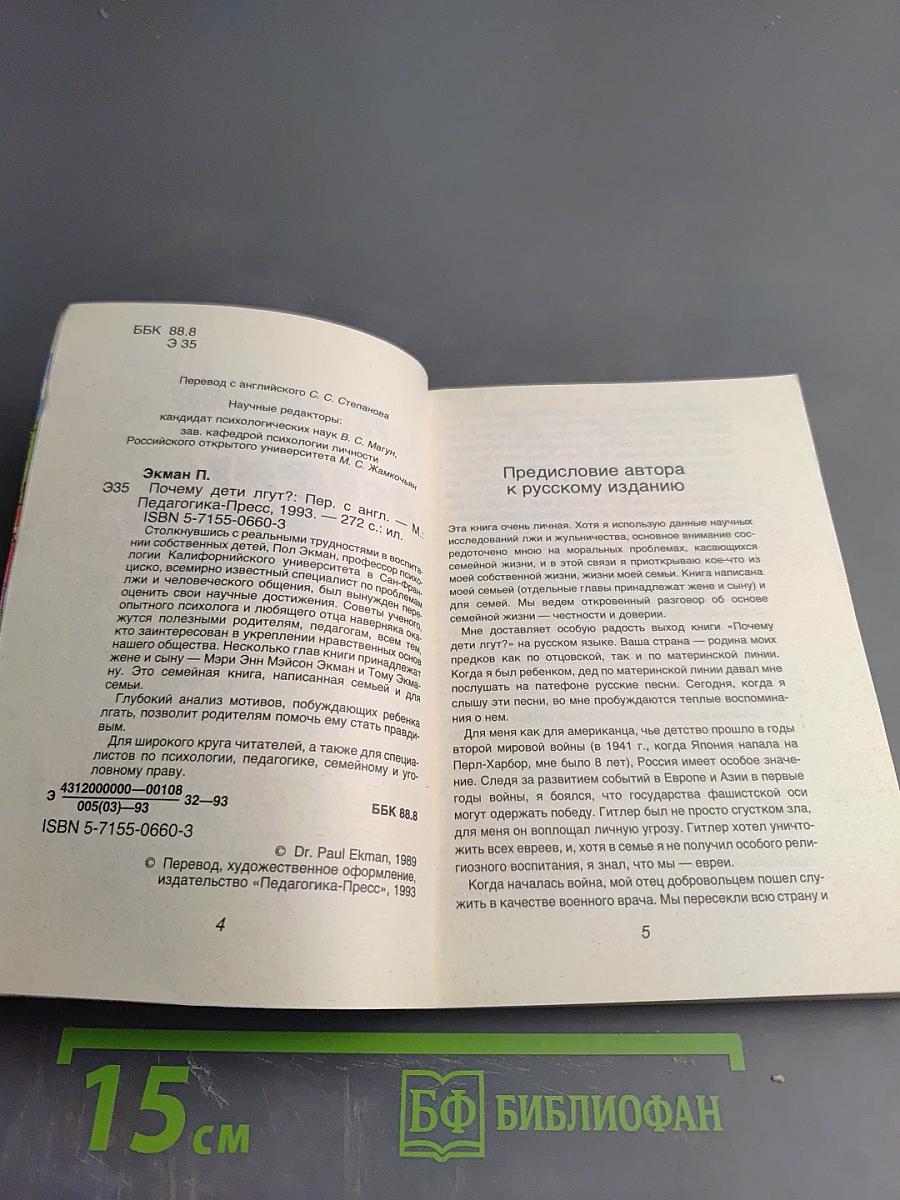 ББК 88.8
Э 35
Перевод с английского С. С. Степанова
Научные редакторы:
кандидат психологических наук В. С. Магун,
зав. кафедрой психологии личности
Российского открытого университета М. С. Жамкочьян
Экман П.
Э35 Почему дети лгут?: Пер. с англ. — М.:
Педагогика-Пресс, 1993. — 272 с.: ил.
ISBN 5-7155-0660-3
Столкнувшись с реальными трудностями в воспита-
нии собственных детей, Пол Экман, профессор психо-
логии Калифорнийского университета в Сан-Фран-
циско, всемирно известный специалист по проблемам
лжи и человеческого общения, был вынужден пере-
оценить свои научные достижения. Советы ученого,
опытного психолога и любящего отца наверняка ока-
жутся полезными родителям, педагогам, всем тем,
кто заинтересован в укреплении нравственных основ
нашего общества. Несколько глав книги принадлежат
жене и сыну — Мэри Энн Мэйсон Экман и Тому Экма-
ну. Это семейная книга, написанная семьей и для
семьи.
Глубокий анализ мотивов, побуждающих ребенка
лгать, позволит родителям помочь ему стать правди-
вым.
Для широкого круга читателей, а также для специа-
листов по психологии, педагогике, семейному и уго-
ловному праву.
Э 4312000000—00108 32—93
005(03)—93
ББК 88.8
ISBN 5-7155-0660-3
© Dr. Paul Ekman, 1989
© Перевод, художественное оформление,
издательство «Педагогика-Пресс», 1993
4
Предисловие автора
к русскому изданию
Эта книга очень личная. Хотя я использую данные научных
исследований лжи и жульничества, основное внимание сос-
редоточено мною на моральных проблемах, касающихся
семейной жизни, и в этой связи я приоткрываю кое-что из
моей собственной жизни, жизни моей семьи. Книга написана
моей семьей (отдельные главы принадлежат жене и сыну) и
для семей. Мы ведем откровенный разговор об основе
семейной жизни — честности и доверии.
Мне доставляет особую радость выход книги «Почему
дети лгут?» на русском языке. Ваша страна — родина моих
предков как по отцовской, так и по материнской линии.
Когда я был ребенком, дед по материнской линии давал мне
послушать на патефоне русские песни. Сегодня, когда я
слышу эти песни, во мне пробуждаются теплые воспомина-
ния о нем.
Для меня как для американца, чье детство прошло в годы
второй мировой войны (в 1941 г., когда Япония напала на
Перл-Харбор, мне было 8 лет), Россия имеет особое значе-
ние. Следя за развитием событий в Европе и Азии в первые
годы войны, я боялся, что государства фашистской оси
могут одержать победу. Гитлер был не просто сгустком зла,
для меня он воплощал личную угрозу. Гитлер хотел уничто-
жить всех евреев, и, хотя в семье я не получил особого рели-
гиозного воспитания, я знал, что мы — евреи.
Когда началась война, мой отец добровольцем пошел слу-
жить в качестве военного врача. Мы пересекли всю страну и
5
15 см
БФ БИБЛИОФАН